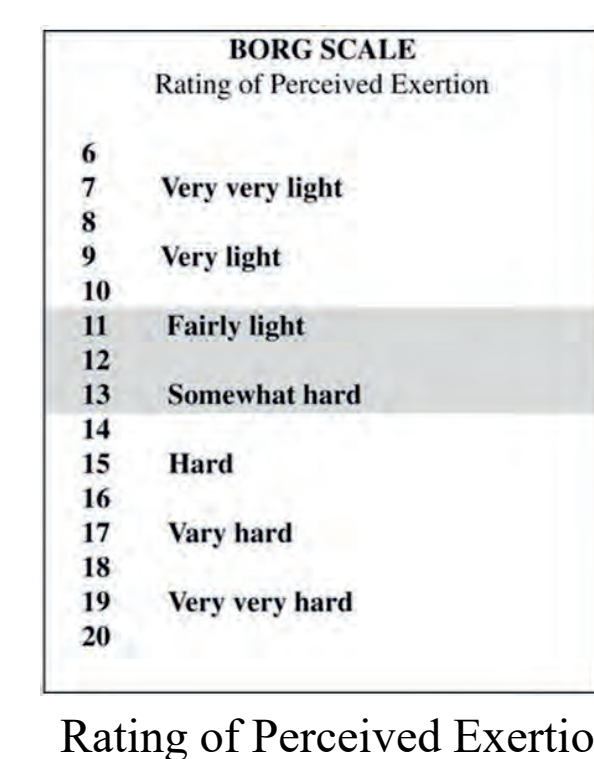 BORG SCALE
Rating of Perceived Exertion
6
7 Very very light
8
9 Very light
10
11 Fairly light
12
13 Somewhat hard
14
15 Hard
16
17 Vary hard
18
19 Very very hard
20
Rating of Perceived Exertio